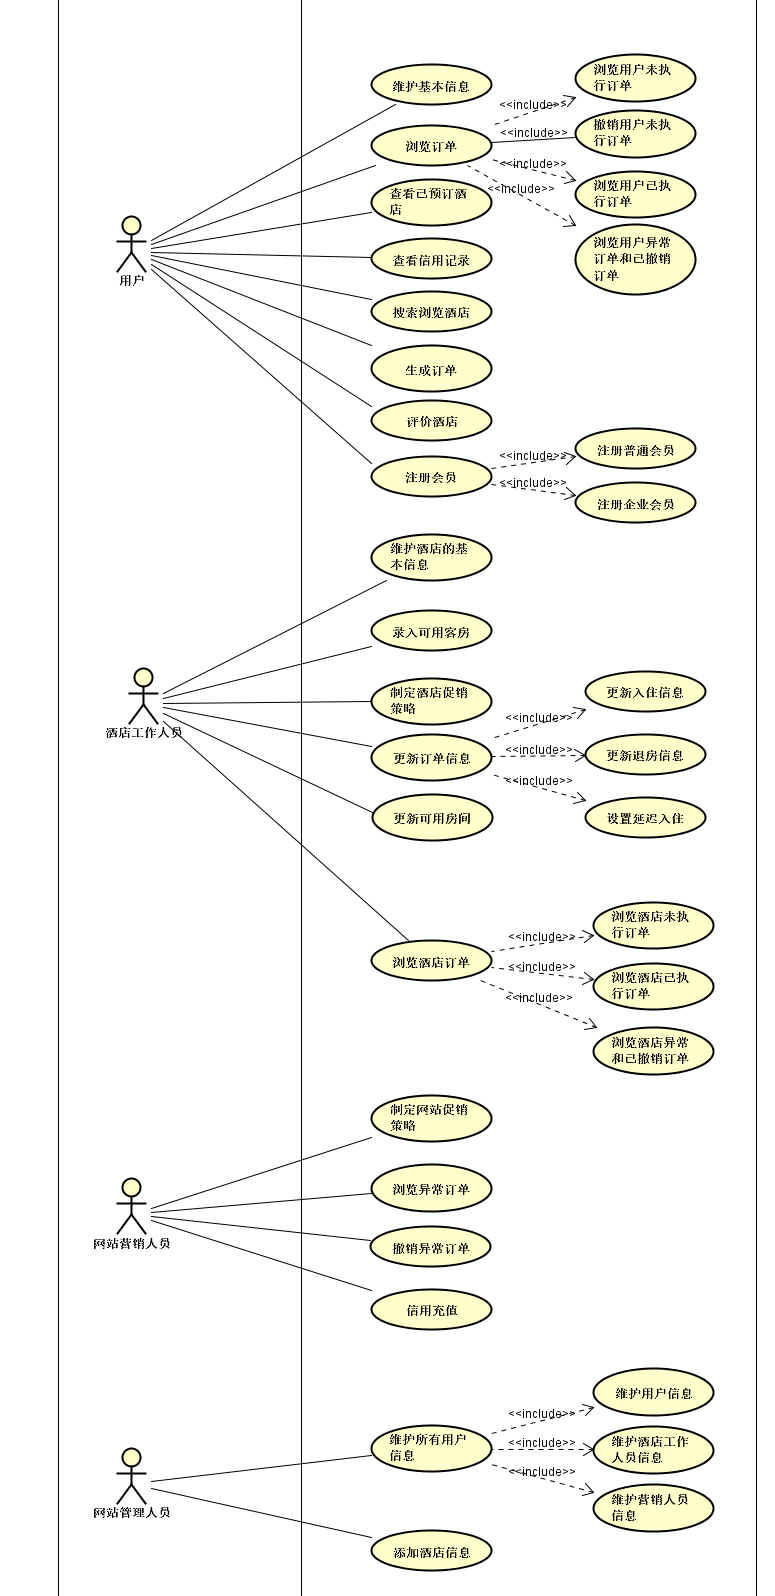 维护基本信息
浏览订单
查看已预订酒
店
查看信用记录
搜索浏览酒店
生成订单
评价酒店
注册会员
用户
<<include>>
<<include>>
<<include>>
<<include>>
浏览用户未执
行订单
撤销用户未执
行订单
浏览用户已执
行订单
浏览用户异常
订单和已撤销
订单
<<include>>
<<include>>
注册普通会员
注册企业会员
维护酒店的基
本信息
录入可用客房
制定酒店促销
策略
更新订单信息
更新可用房间
浏览酒店订单
酒店工作人员
<<include>>
<<include>>
<<include>>
更新入住信息
更新退房信息
设置延迟入住
<<include>>
<<include>>
<<include>>
浏览酒店未执
行订单
浏览酒店已执
行订单
浏览酒店异常
和已撤销订单
制定网站促销
策略
浏览异常订单
撤销异常订单
信用充值
网站营销人员
维护所有用户
信息
添加酒店信息
网站管理人员
<<include>>
<<include>>
<<include>>
维护用户信息
维护酒店工作
人员信息
维护营销人员
信息